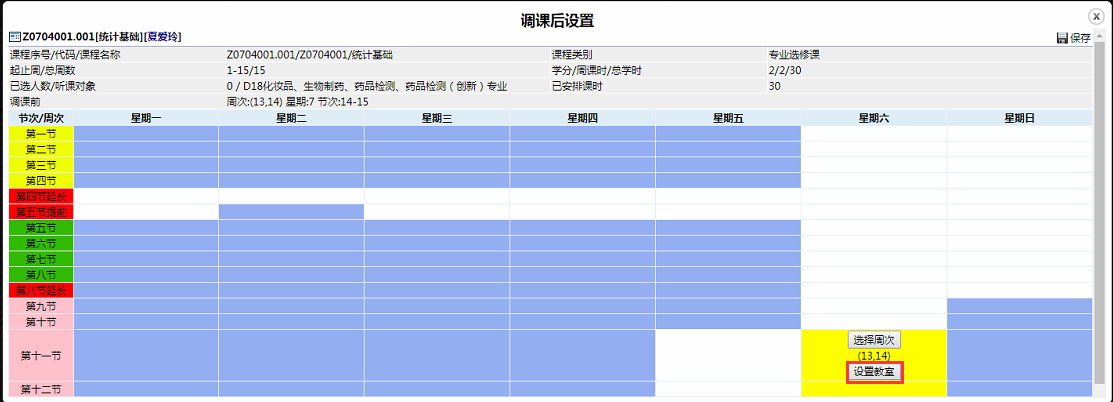 调课后设置
Z0704001.001[统计基础][夏爱玲] 保存
课程序号/代码/课程名称 Z0704001.001/Z0704001/统计基础 课程类别 专业选修课
起止周/总周数 1-15/15 学分/周课时/总学时 2/2/30
已选人数/听课对象 0 / D18化妆品、生物制药、药品检测、药品检测（创新）专业 已安排课时 30
调课前 周次:(13,14) 星期:7 节次:14-15
节次/周次 星期一 星期二 星期三 星期四 星期五 星期六 星期日
第一节
第二节
第三节
第四节
第四节延长
第五节提前
第五节
第六节
第七节
第八节
第八节延长
第九节
第十节
选择周次
第十一节 (13,14)
设置教室
第十二节